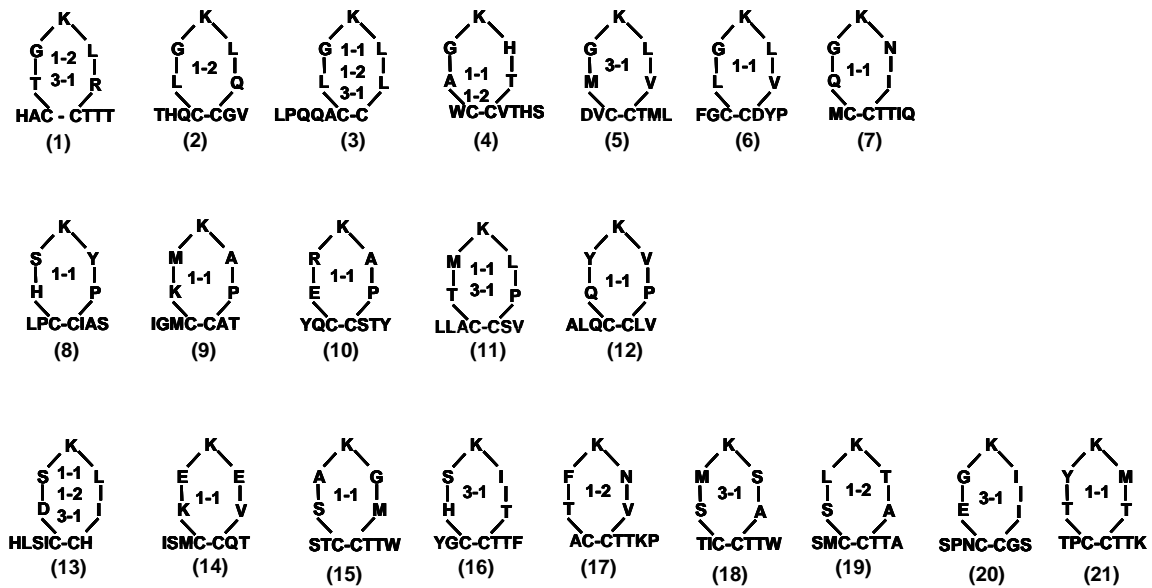 K
G 1-2 L
T 3-1 R
HAC - CTTT
(1)
K
G L
1-2
L Q
THQC-CGV
(2)
K
G 1-1 L
1-2
L 3-1 L
LPQQAC-C
(3)
K
G H
A 1-1 T
1-2
WC-CVTHS
(4)
K
G L
3-1
M V
DVC-CTML
(5)
K
G L
1-1
L V
FGC-CDYP
(6)
K
G N
1-1
Q I
MC-CTTIQ
(7)
K
S Y
1-1
H P
LPC-CIAS
(8)
K
M A
1-1
K P
IGMC-CAT
(9)
K
R A
1-1
E P
YQC-CSTY
(10)
K
M 1-1 L
T 3-1 P
LLAC-CSV
(11)
K
Y V
1-1
Q P
ALQC-CLV
(12)
K
S 1-1 L
1-2
D 3-1 I
HLSIC-CH
(13)
K
E E
1-1
K V
ISMC-CQT
(14)
K
A G
1-1
S M
STC-CTTW
(15)
K
S I
3-1
H T
YGC-CTTF
(16)
K
F N
1-2
T V
AC-CTTKP
(17)
K
M S
3-1
S A
TIC-CTTW
(18)
K
L T
1-2
S A
SMC-CTTA
(19)
K
G I
3-1
E I
SPNC-CGS
(20)
K
Y M
1-1
T T
TPC-CTTK
(21)